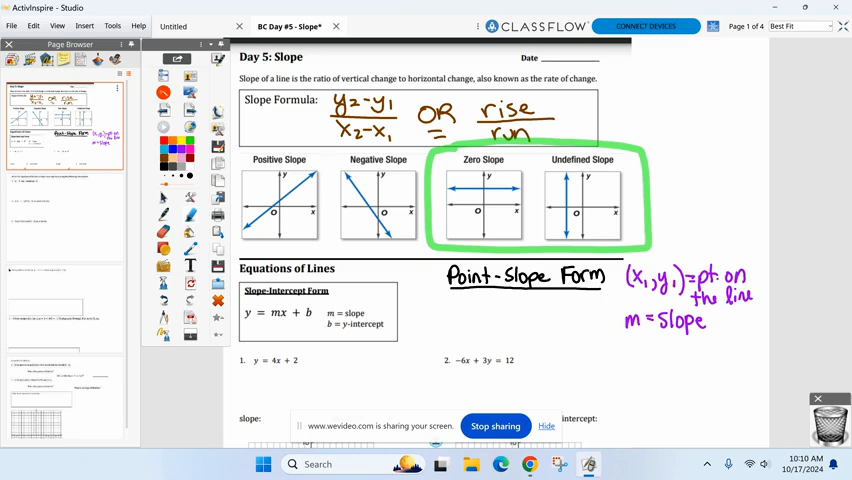 ActivInspire - Studio
File Edit View Insert Tools Help
Untitled
BC Day #5 - Slope*
CLASSFLOW
CONNECT DEVICES
Page 1 of 4
Best Fit
Page Browser
Day 5: Slope
Date
Slope of a line is the ratio of vertical change to horizontal change, also known as the rate of change.
Slope Formula: y₂-y₁ / x₂-x₁ OR rise / run
Positive Slope Negative Slope Zero Slope Undefined Slope
y y y y
O x O x O x O x
Equations of Lines
Point-Slope Form
(x₁,y₁)=pt. on
the line
m=slope
Slope-Intercept Form
y = mx + b
m = slope
b = y-intercept
1. y = 4x + 2
2. −6x + 3y = 12
slope:
intercept:
www.wevideo.com is sharing your screen.
Stop sharing
Hide
Search
10:10 AM
10/17/2024